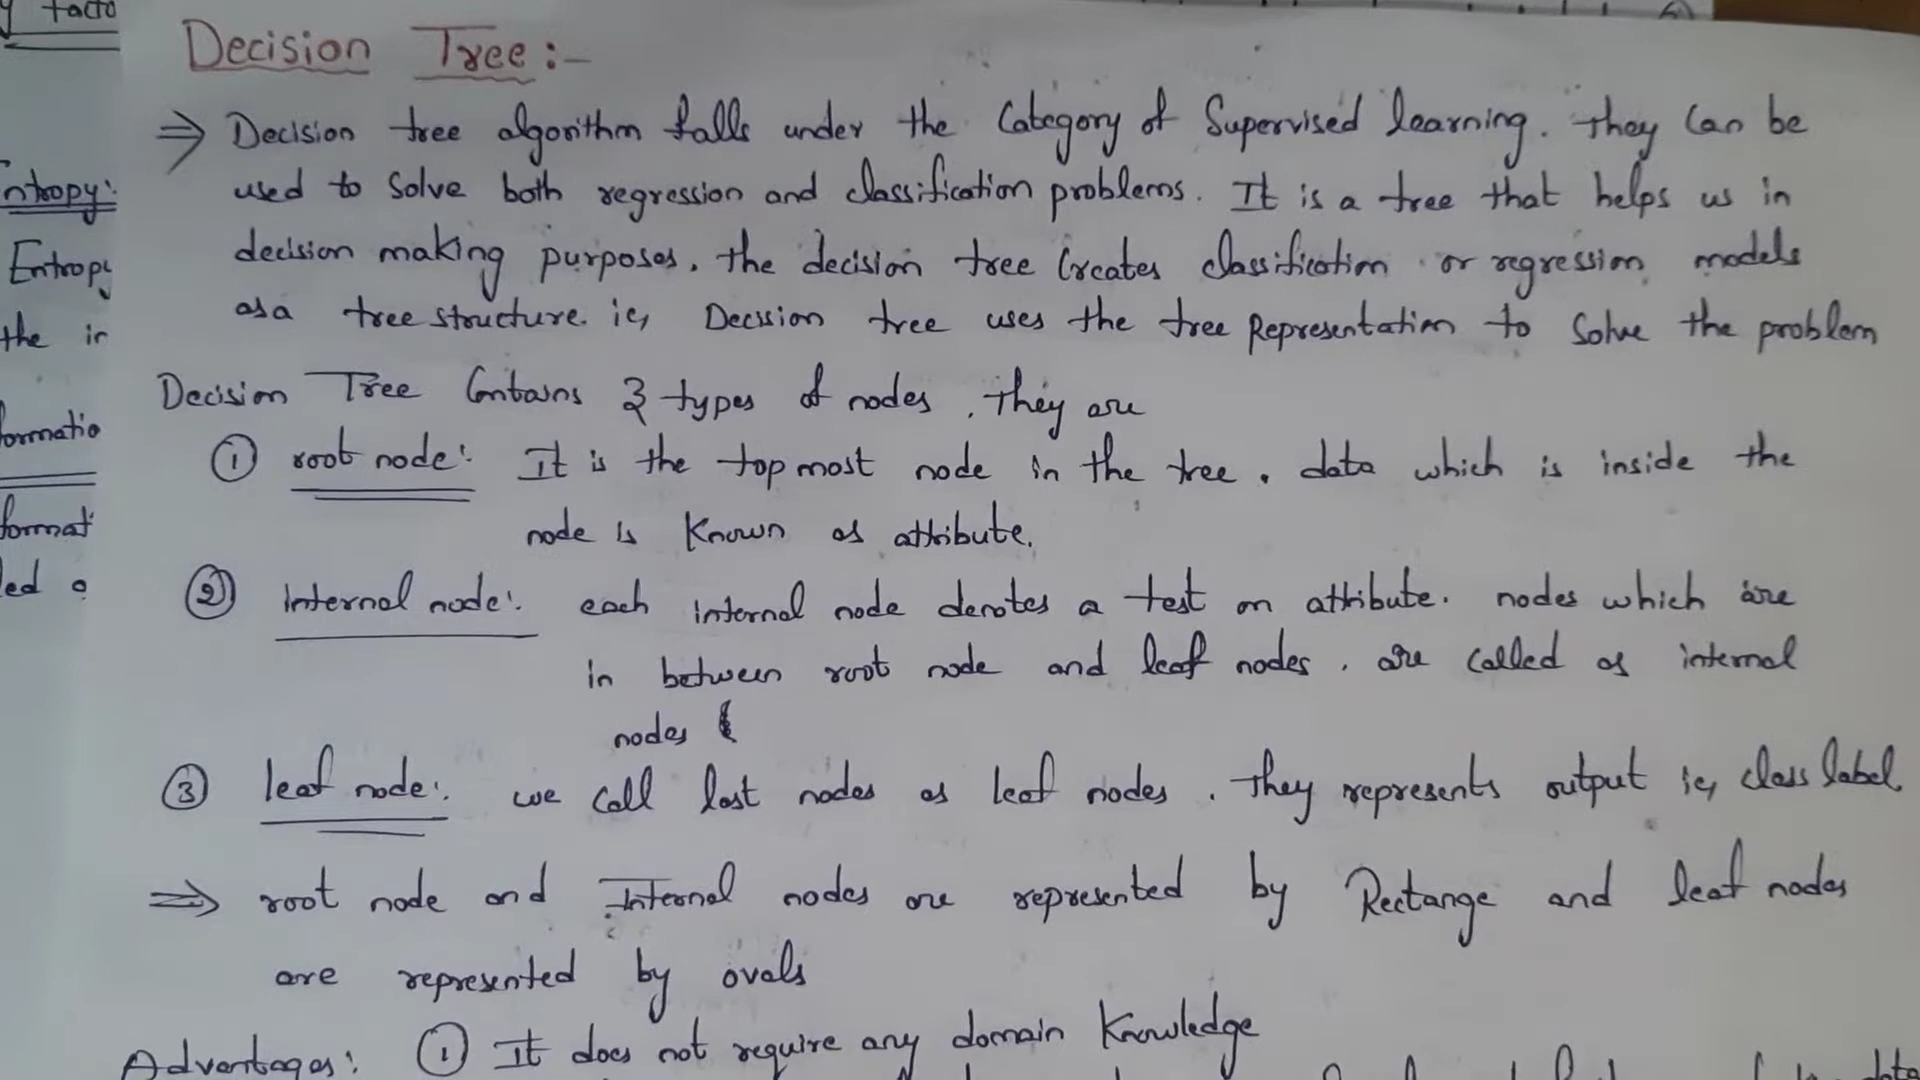 Decision Tree :-
⇒ Decision tree algorithm falls under the Category of Supervised learning. They can be
used to solve both regression and classification problems. It is a tree that helps us in
decision making purposes. the decision tree Creates classification or regression models
as a tree structure. ie, Decision tree uses the tree Representation to Solve the problem
Decision Tree Contains 3 types of nodes. They are
① root node: It is the top most node in the tree. data which is inside the
node is Known as attribute.
② internal node: each internal node denotes a test on attribute. nodes which are
in between root node and leaf nodes. are called as internal
nodes
③ leaf node: we call last nodes as leaf nodes. They represents output ie, class label
⇒ root node and Internal nodes are represented by Rectange and leaf nodes
are represented by ovals
Advantages: ① It does not require any domain Knowledge
ntropy:
Entropy
the in
ormatio
format
led